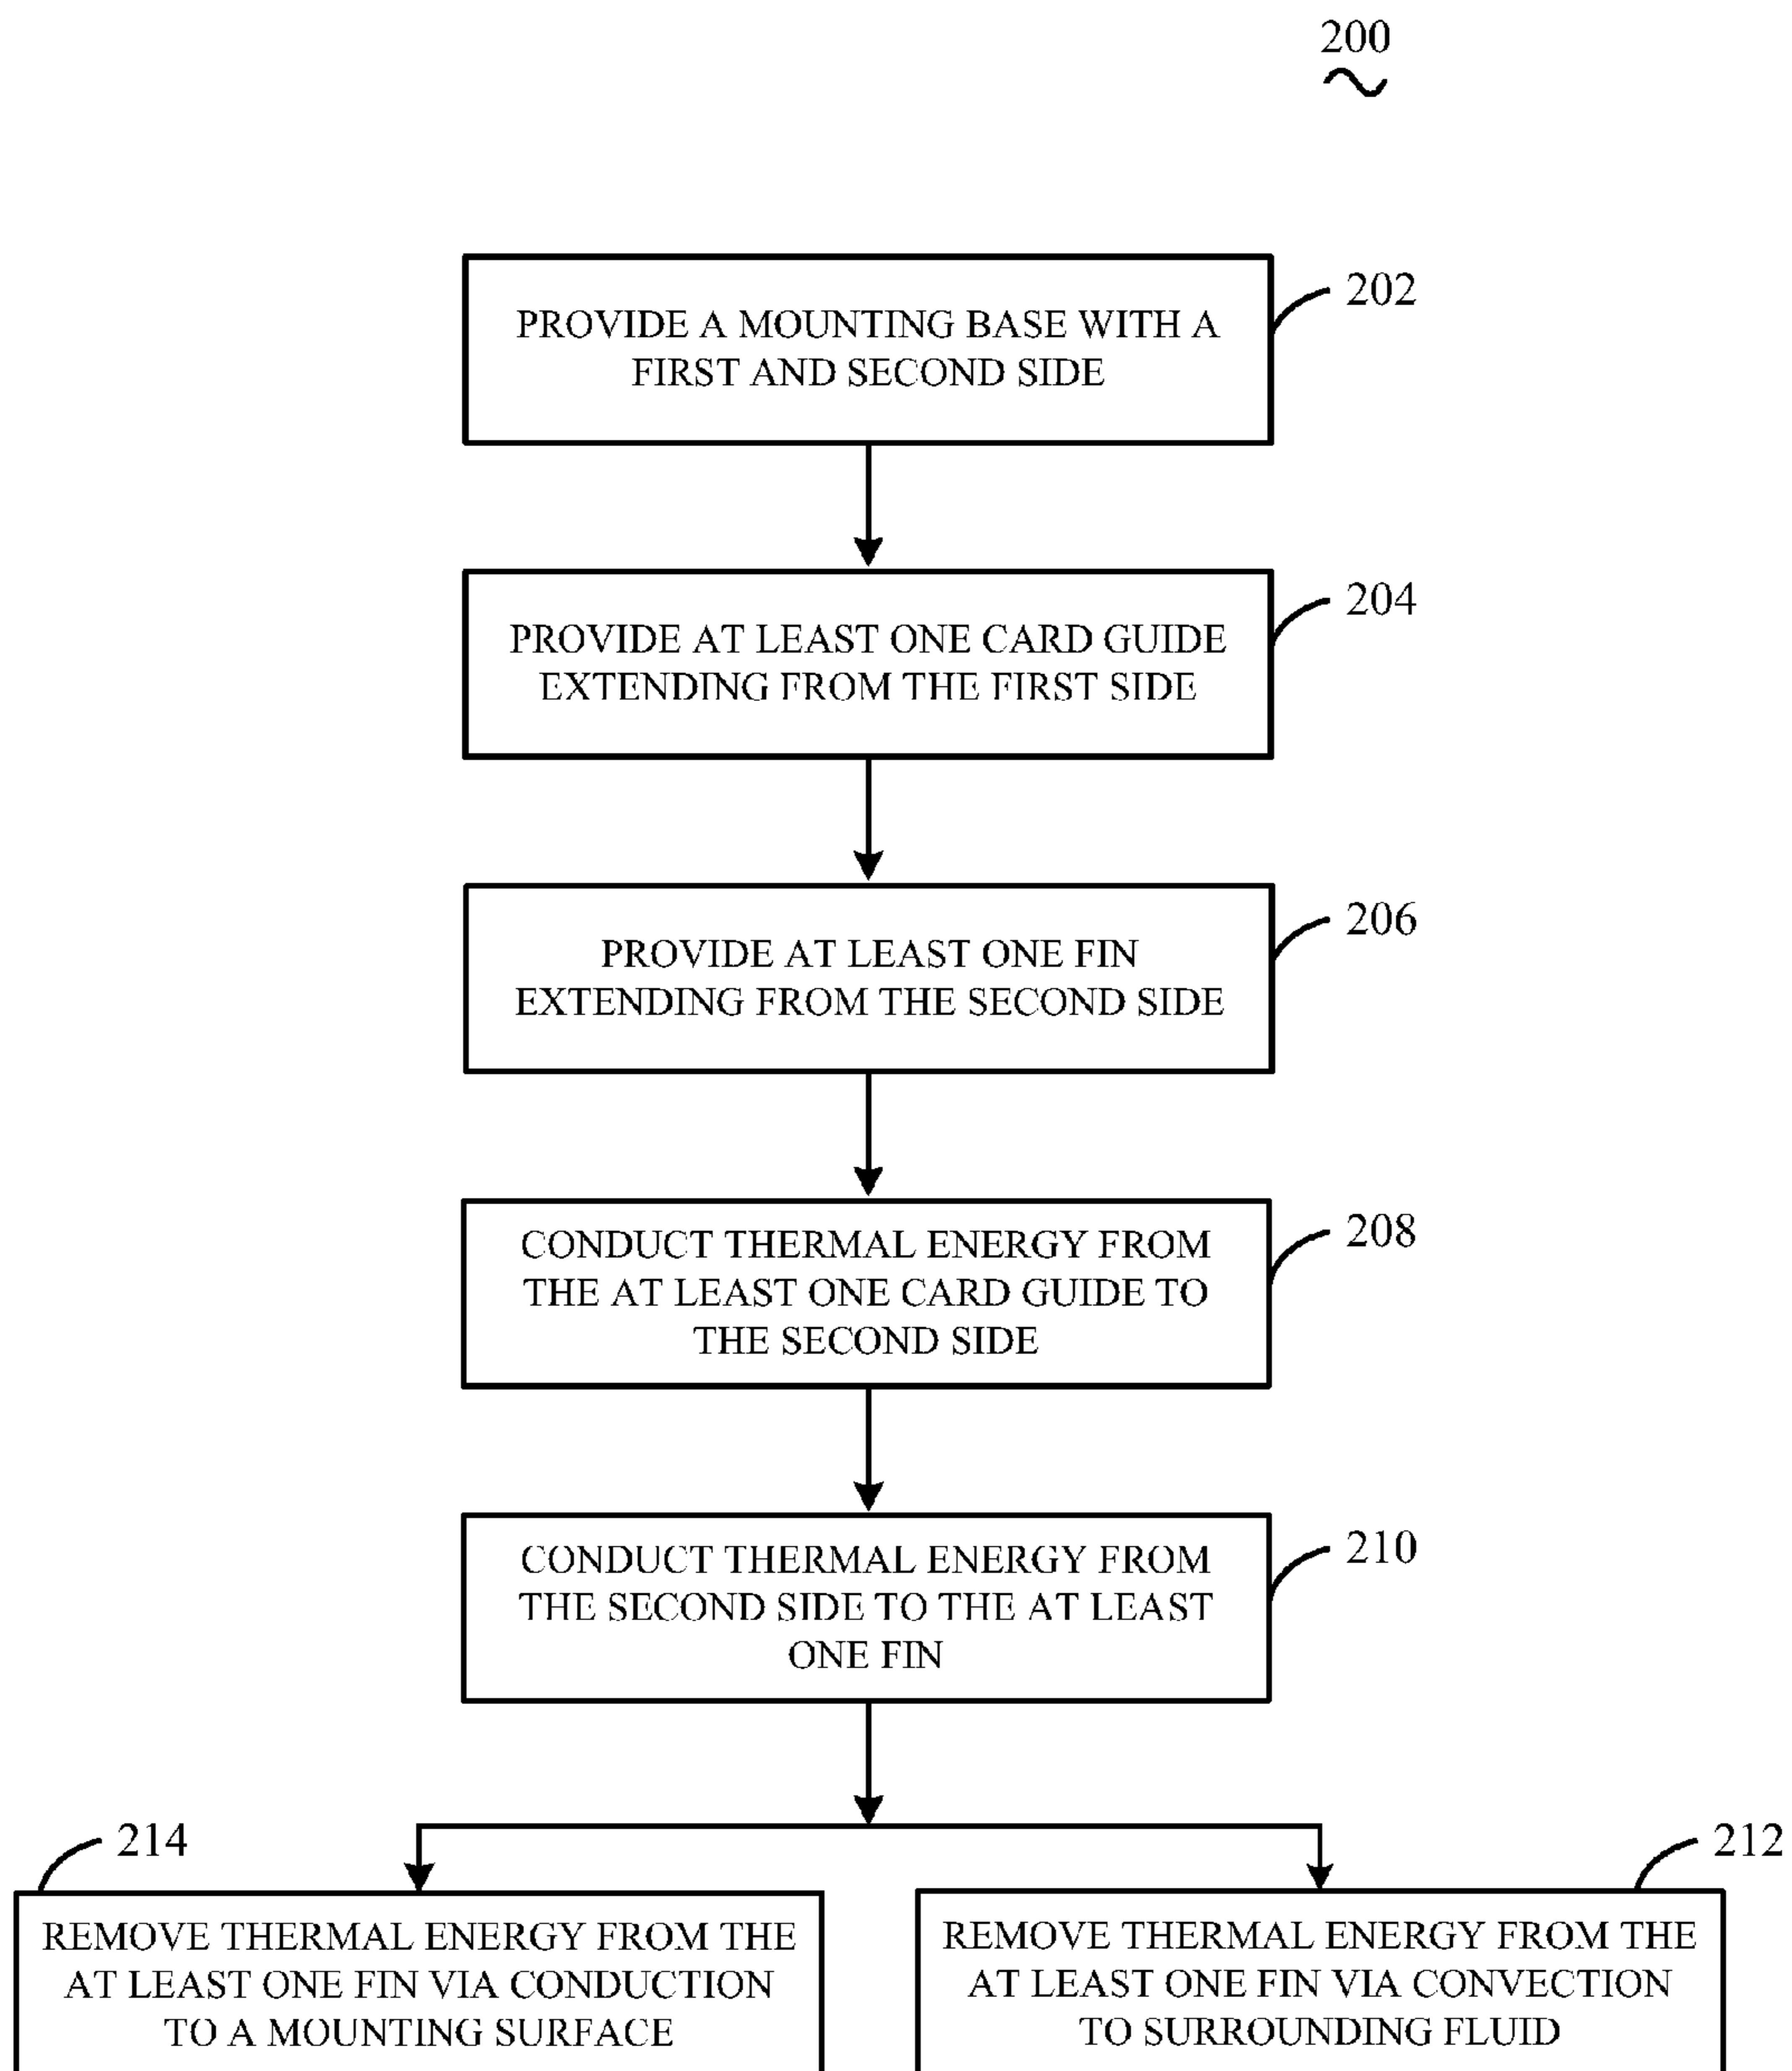 200
PROVIDE A MOUNTING BASE WITH A
FIRST AND SECOND SIDE
202
PROVIDE AT LEAST ONE CARD GUIDE
EXTENDING FROM THE FIRST SIDE
204
PROVIDE AT LEAST ONE FIN
EXTENDING FROM THE SECOND SIDE
206
CONDUCT THERMAL ENERGY FROM
THE AT LEAST ONE CARD GUIDE TO
THE SECOND SIDE
208
CONDUCT THERMAL ENERGY FROM
THE SECOND SIDE TO THE AT LEAST
ONE FIN
210
214
REMOVE THERMAL ENERGY FROM THE
AT LEAST ONE FIN VIA CONDUCTION
TO A MOUNTING SURFACE
212
REMOVE THERMAL ENERGY FROM THE
AT LEAST ONE FIN VIA CONVECTION
TO SURROUNDING FLUID